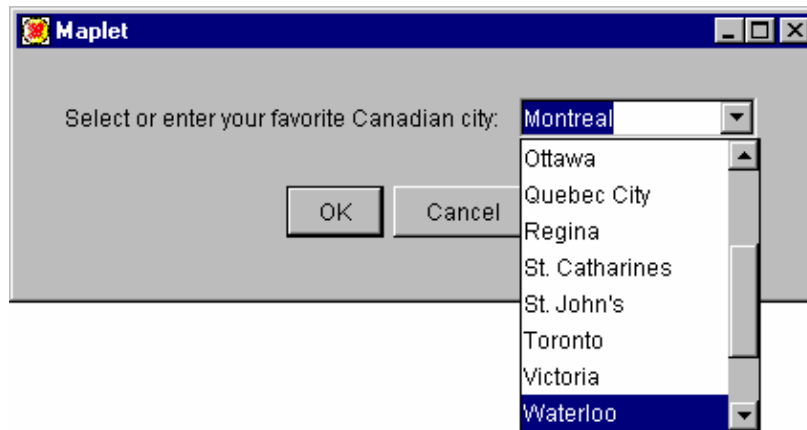 Maplet
Select or enter your favorite Canadian city: Montreal
Ottawa
Quebec City
OK Cancel
Regina
St. Catharines
St. John's
Toronto
Victoria
Waterloo